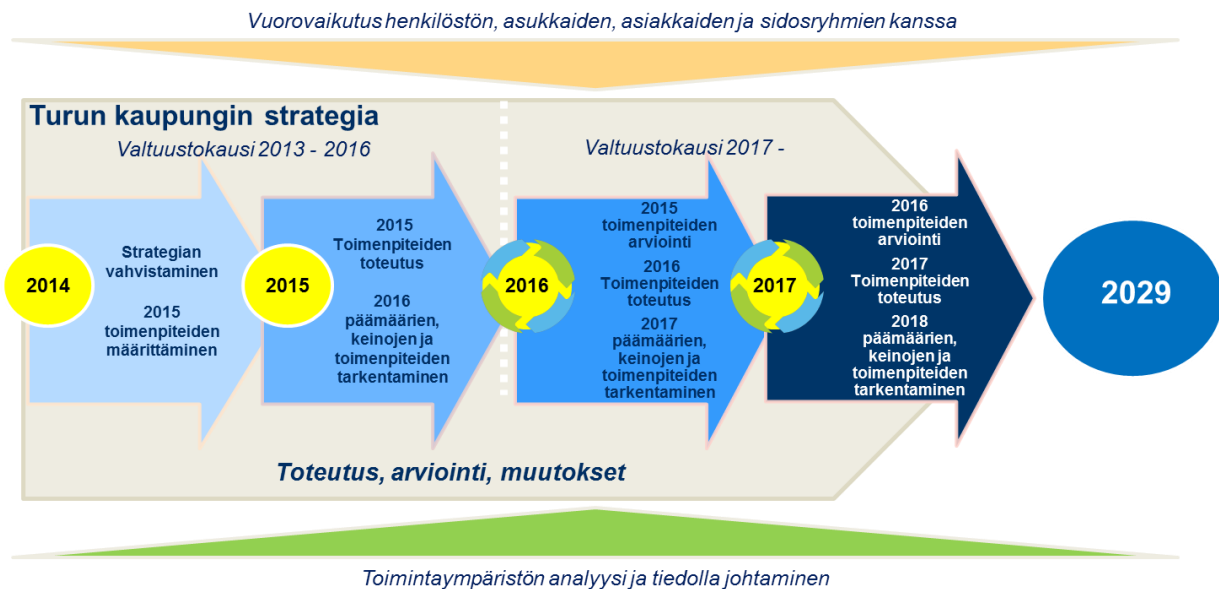 Vuorovaikutus henkilöstön, asukkaiden, asiakkaiden ja sidosryhmien kanssa
Turun kaupungin strategia
Valtuustokausi 2013 - 2016
Valtuustokausi 2017 -
2014
Strategian
vahvistaminen
2015
toimenpiteiden
määrittäminen
2015
2015
Toimenpiteiden
toteutus
2016
päämäärien,
keinojen ja
toimenpiteiden
tarkentaminen
2016
2015
toimenpiteiden
arviointi
2016
Toimenpiteiden
toteutus
2017
päämäärien,
keinojen ja
toimenpiteiden
tarkentaminen
2017
2016
toimenpiteiden
arviointi
2017
Toimenpiteiden
toteutus
2018
päämäärien,
keinojen ja
toimenpiteiden
tarkentaminen
2029
Toteutus, arviointi, muutokset
Toimintaympäristön analyysi ja tiedolla johtaminen